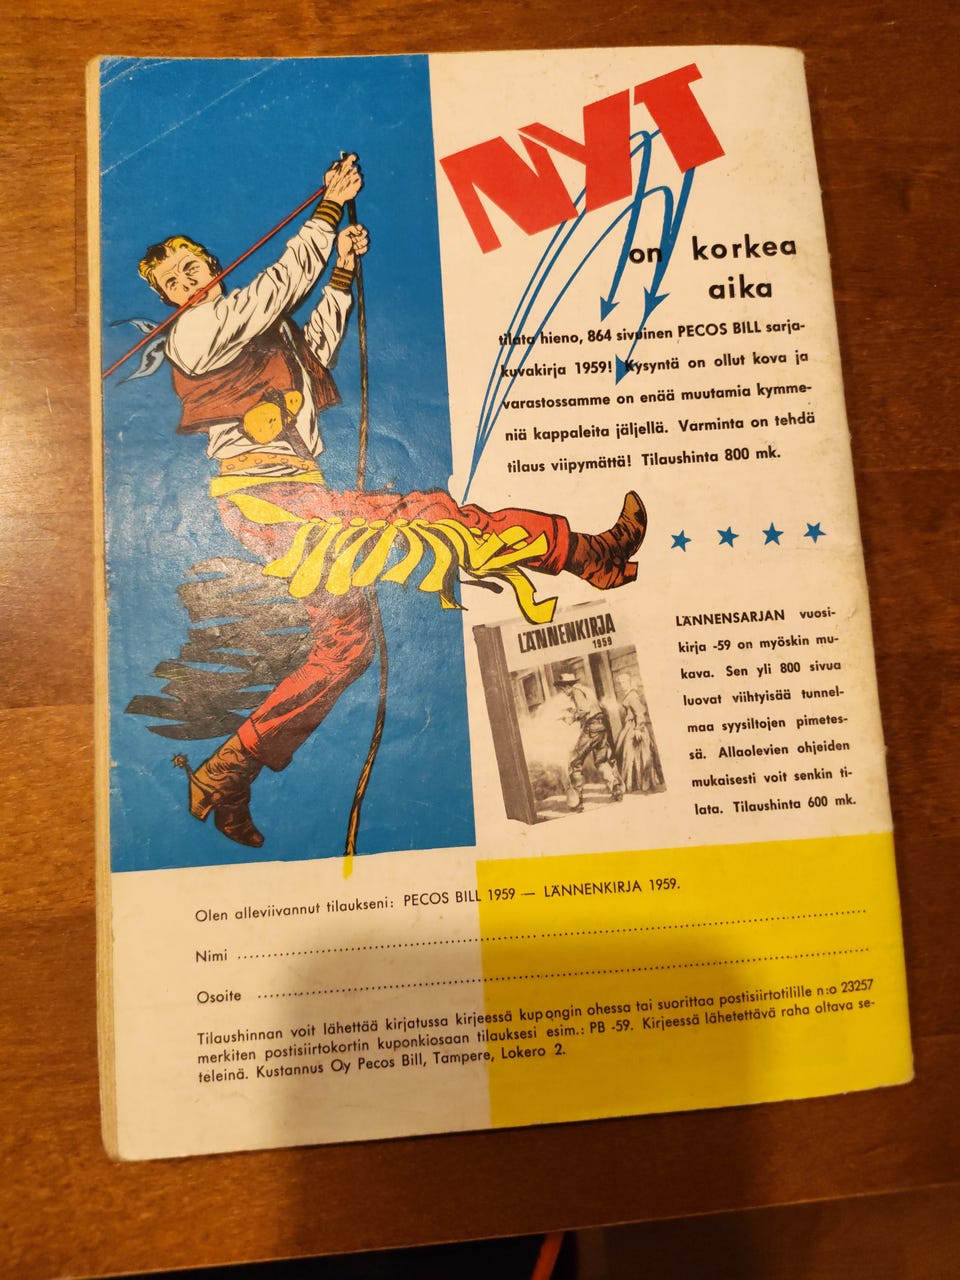 NYT
on korkea
aika
tilata hieno, 864 sivuinen PECOS BILL sarja-
kuvakirja 1959! Kysyntä on ollut kova ja
varastossamme on enää muutamia kymme-
niä kappaleita jäljellä. Varminta on tehdä
tilaus viipymättä! Tilaushinta 800 mk.
LÄNNENKIRJA
1959
LÄNNENSARJAN vuosi-
kirja -59 on myöskin mu-
kava. Sen yli 800 sivua
luovat viihtyisää tunnel-
maa syysiltojen pimetes-
sä. Allaolevien ohjeiden
mukaisesti voit senkin ti-
lata. Tilaushinta 600 mk.
Olen alleviivannut tilaukseni: PECOS BILL 1959 — LÄNNENKIRJA 1959.
Nimi
Osoite
Tilaushinnan voit lähettää kirjatussa kirjeessä kupongin ohessa tai suorittaa postisiirtotilille n:o 23257
merkiten postisiirtokortin kuponkiosaan tilauksesi esim.: PB -59. Kirjeessä lähetettävä raha oltava se-
teleinä. Kustannus Oy Pecos Bill, Tampere, Lokero 2.